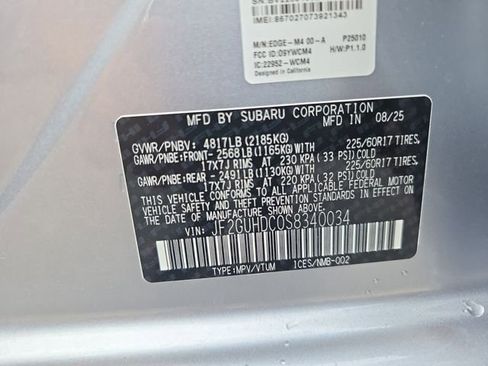 IMEI: 867027073921343
M/N:EDGE-M4 00-A P25010
FCC ID:O9YWCM4 H/W:P1.1.0
IC:22952-WCM4
Designed in California
MFD BY SUBARU CORPORATION 08/25
GVWR/PNBV: 4817LB(2185KG)
GAWR/PNBE:FRONT- 2568LB(1165KG) WITH 225/60R17 TIRES,
17X7J RIMS AT 230 KPA (33 PSI)COLD
GAWR/PNBE:REAR - 2491LB(1130KG) WITH 225/60R17 TIRES,
17X7J RIMS AT 220 KPA (32 PSI)COLD
THIS VEHICLE CONFORMS TO ALL APPLICABLE FEDERAL MOTOR
VEHICLE SAFETY AND THEFT PREVENTION STANDARDS IN EFFECT
ON THE DATE OF MANUFACTURE SHOWN ABOVE.
VIN: JF2GUHDC0S8340034
TYPE:MPV/VTUM ICES/NMB-002